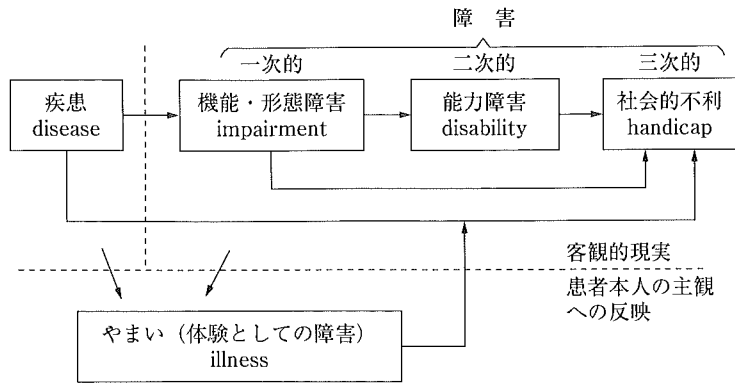 障 害
一次的
二次的
三次的
疾患
disease
機能・形態障害
impairment
能力障害
disability
社会的不利
handicap
客観的現実
患者本人の主観
への反映
やまい（体験としての障害）
illness